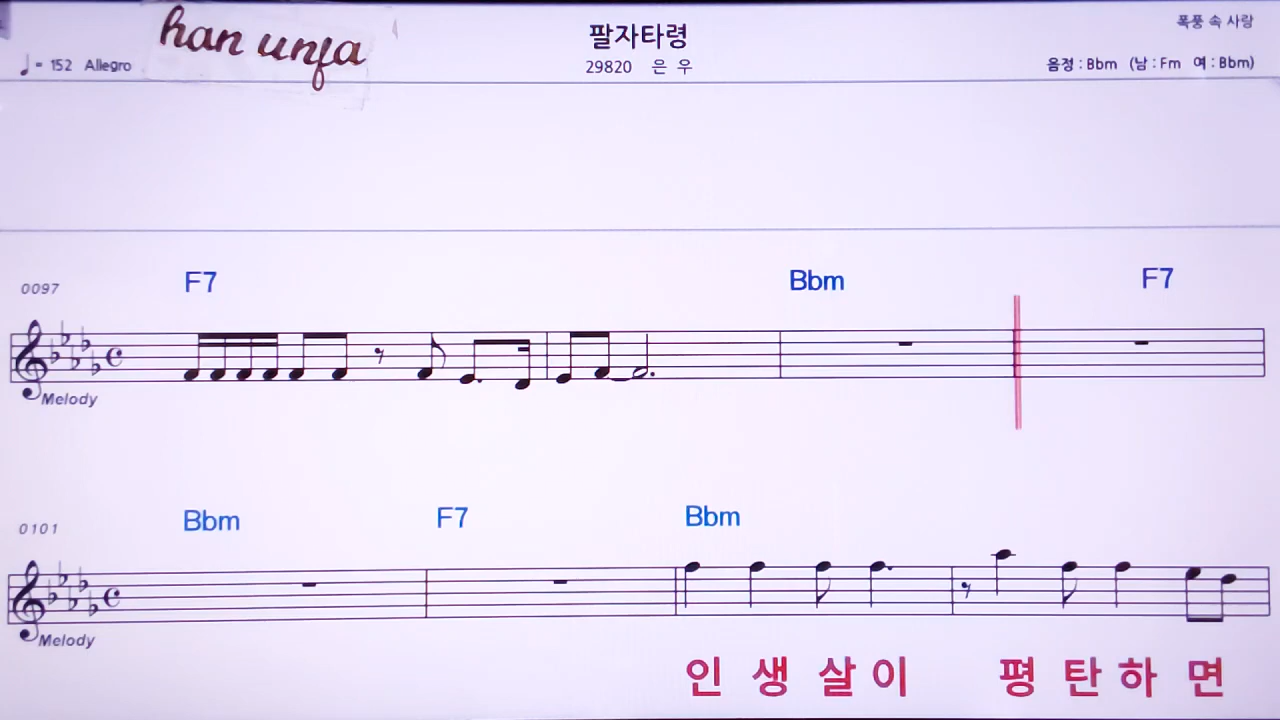 han unja
폭풍 속 사랑
팔자타령
♩ = 152 Allegro
29820 은 우
음정 : Bbm (남 : Fm 여 : Bbm)
F7 Bbm F7
0097
Melody
Bbm F7 Bbm
0101
Melody
인 생 살 이 평 탄 하 면